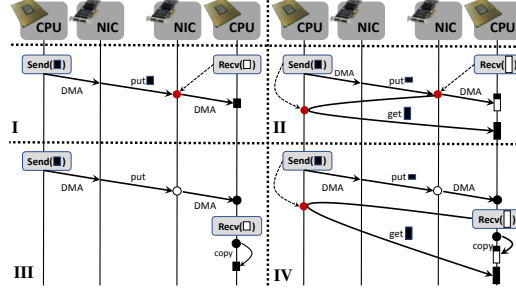 CPU NIC NIC CPU CPU NIC NIC CPU
Send( ) Recv( ) Send( ) Recv( )
put DMA put
DMA DMA DMA
I II get
Send( ) Send( )
put put
DMA DMA DMA DMA
Recv( ) Recv( )
get
copy copy
III IV